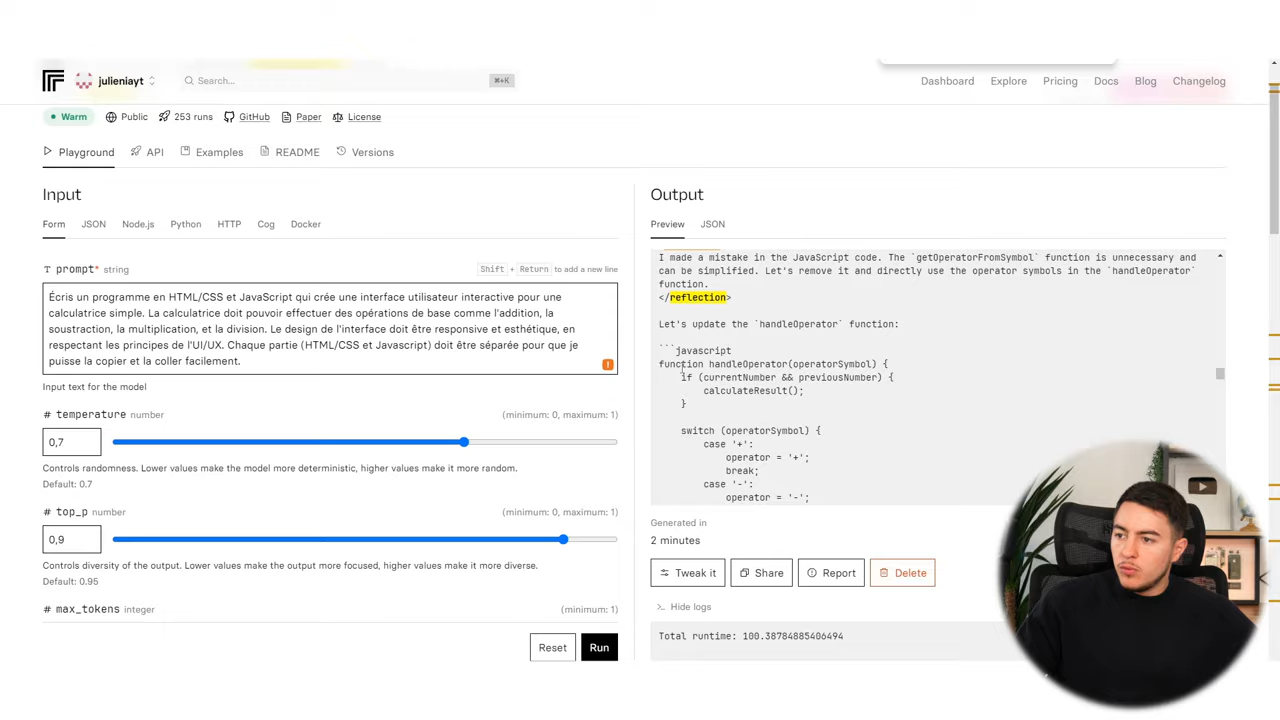 julieniayt
Search...
⌘+K
Dashboard
Explore
Pricing
Docs
Blog
Changelog
Warm
Public
253 runs
GitHub
Paper
License
Playground
API
Examples
README
Versions
Input
Form
JSON
Node.js
Python
HTTP
Cog
Docker
T prompt* string
Shift + Return to add a new line
Écris un programme en HTML/CSS et JavaScript qui crée une interface utilisateur interactive pour une
calculatrice simple. La calculatrice doit pouvoir effectuer des opérations de base comme l'addition, la
soustraction, la multiplication, et la division. Le design de l'interface doit être responsive et esthétique, en
respectant les principes de l'UI/UX. Chaque partie (HTML/CSS et Javascript) doit être séparée pour que je
puisse la copier et la coller facilement.
Input text for the model
# temperature number
(minimum: 0, maximum: 1)
0,7
Controls randomness. Lower values make the model more deterministic, higher values make it more random.
Default: 0.7
# top_p number
(minimum: 0, maximum: 1)
0,9
Controls diversity of the output. Lower values make the output more focused, higher values make it more diverse.
Default: 0.95
# max_tokens integer
(minimum: 1)
Reset
Run
Output
Preview
JSON
I made a mistake in the JavaScript code. The `getOperatorFromSymbol` function is unnecessary and
can be simplified. Let's remove it and directly use the operator symbols in the `handleOperator`
function.
</reflection>
Let's update the `handleOperator` function:
```javascript
function handleOperator(operatorSymbol) {
if (currentNumber && previousNumber) {
calculateResult();
}
switch (operatorSymbol) {
case '+':
operator = '+';
break;
case '-':
operator = '-';
Generated in
2 minutes
Tweak it
Share
Report
Delete
Hide logs
Total runtime: 100.38784885406494